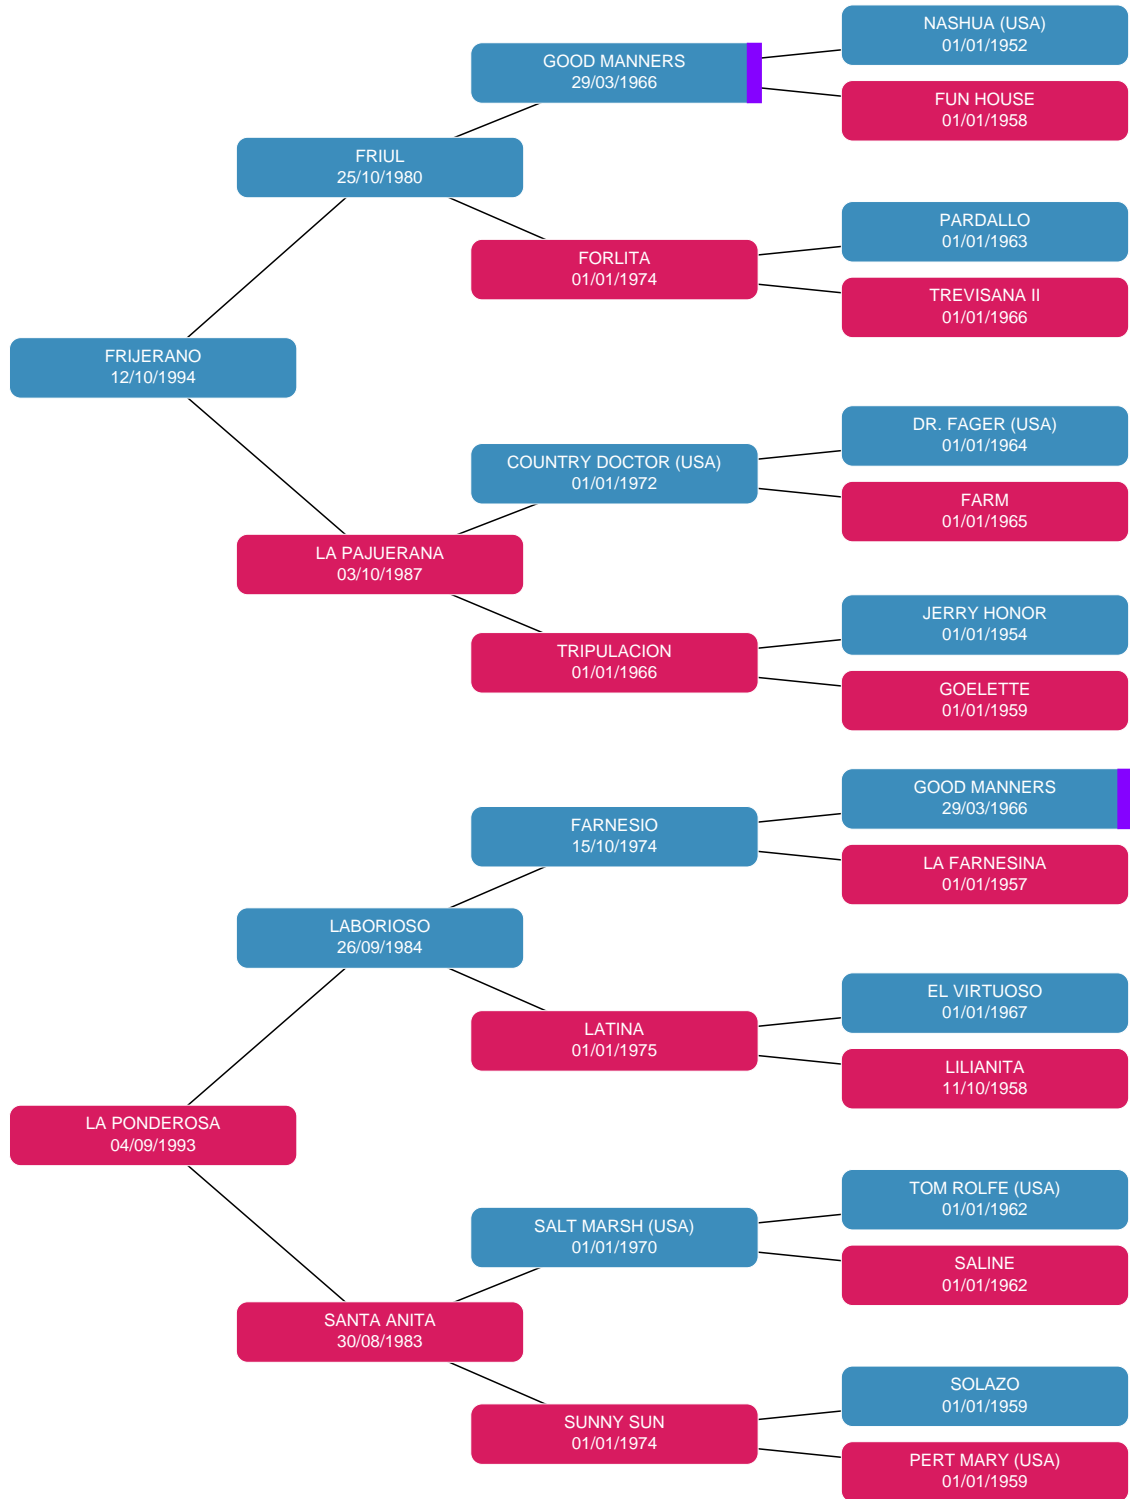 NASHUA (USA)
01/01/1952
GOOD MANNERS
29/03/1966
FUN HOUSE
01/01/1958
FRIUL
25/10/1980
PARDALLO
01/01/1963
FORLITA
01/01/1974
TREVISANA II
01/01/1966
FRIJERANO
12/10/1994
DR. FAGER (USA)
01/01/1964
COUNTRY DOCTOR (USA)
01/01/1972
FARM
01/01/1965
LA PAJUERANA
03/10/1987
JERRY HONOR
01/01/1954
TRIPULACION
01/01/1966
GOELETTE
01/01/1959
GOOD MANNERS
29/03/1966
FARNESIO
15/10/1974
LA FARNESINA
01/01/1957
LABORIOSO
26/09/1984
EL VIRTUOSO
01/01/1967
LATINA
01/01/1975
LILIANITA
11/10/1958
LA PONDEROSA
04/09/1993
TOM ROLFE (USA)
01/01/1962
SALT MARSH (USA)
01/01/1970
SALINE
01/01/1962
SANTA ANITA
30/08/1983
SOLAZO
01/01/1959
SUNNY SUN
01/01/1974
PERT MARY (USA)
01/01/1959